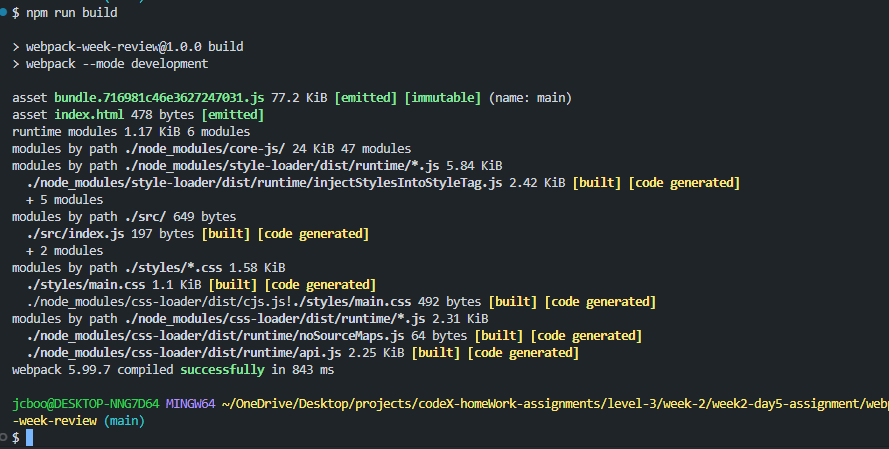 $ npm run build
> webpack-week-review@1.0.0 build
> webpack --mode development
asset bundle.716981c46e3627247031.js 77.2 KiB [emitted] [immutable] (name: main)
asset index.html 478 bytes [emitted]
runtime modules 1.17 KiB 6 modules
modules by path ./node_modules/core-js/ 24 KiB 47 modules
modules by path ./node_modules/style-loader/dist/runtime/*.js 5.84 KiB
  ./node_modules/style-loader/dist/runtime/injectStylesIntoStyleTag.js 2.42 KiB [built] [code generated]
  + 5 modules
modules by path ./src/ 649 bytes
  ./src/index.js 197 bytes [built] [code generated]
  + 2 modules
modules by path ./styles/*.css 1.58 KiB
  ./styles/main.css 1.1 KiB [built] [code generated]
  ./node_modules/css-loader/dist/cjs.js!./styles/main.css 492 bytes [built] [code generated]
modules by path ./node_modules/css-loader/dist/runtime/*.js 2.31 KiB
  ./node_modules/css-loader/dist/runtime/noSourceMaps.js 64 bytes [built] [code generated]
  ./node_modules/css-loader/dist/runtime/api.js 2.25 KiB [built] [code generated]
webpack 5.99.7 compiled successfully in 843 ms
jcboo@DESKTOP-NNG7D64 MINGW64 ~/OneDrive/Desktop/projects/codeX-homeWork-assignments/level-3/week-2/week2-day5-assignment/webp
-week-review (main)
$